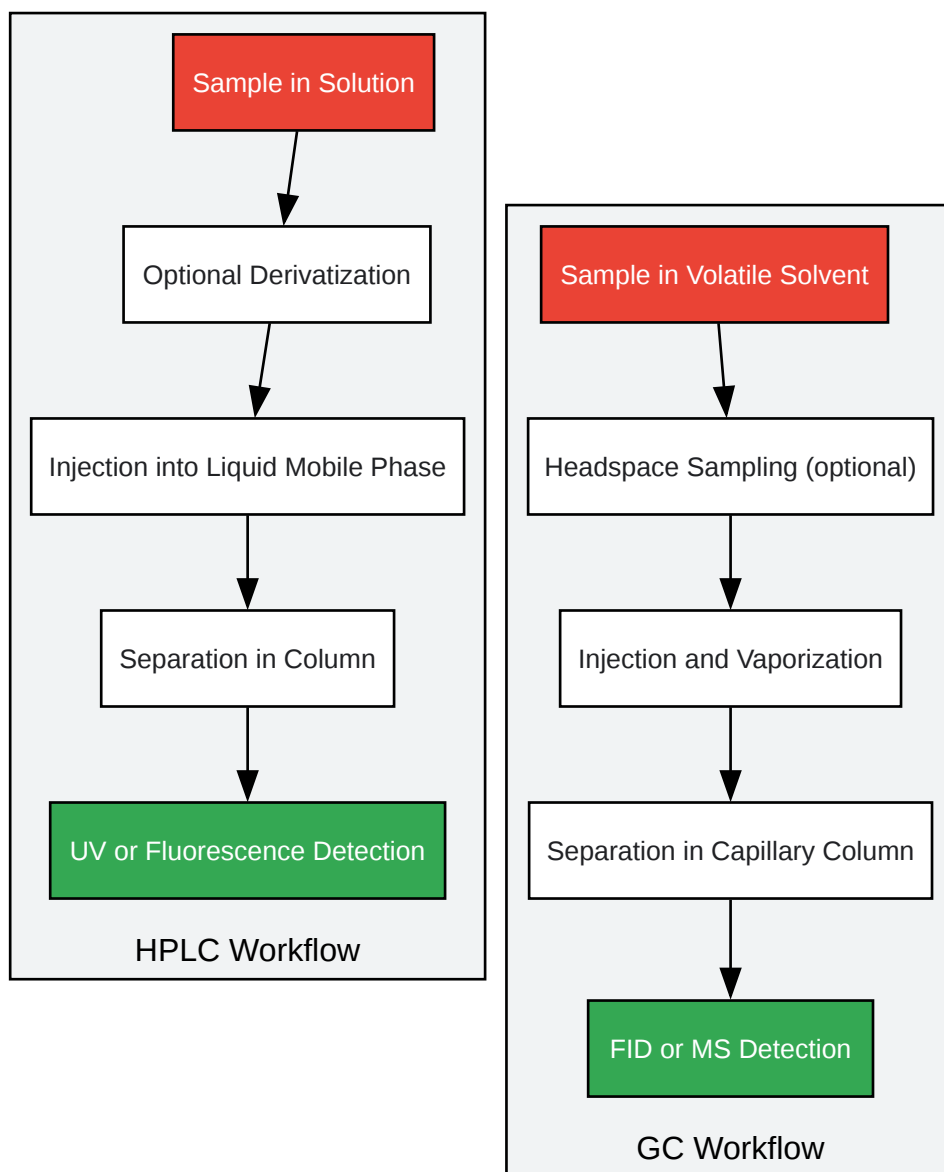 Sample in Solution
Optional Derivatization
Injection into Liquid Mobile Phase
Separation in Column
UV or Fluorescence Detection
HPLC Workflow
Sample in Volatile Solvent
Headspace Sampling (optional)
Injection and Vaporization
Separation in Capillary Column
FID or MS Detection
GC Workflow